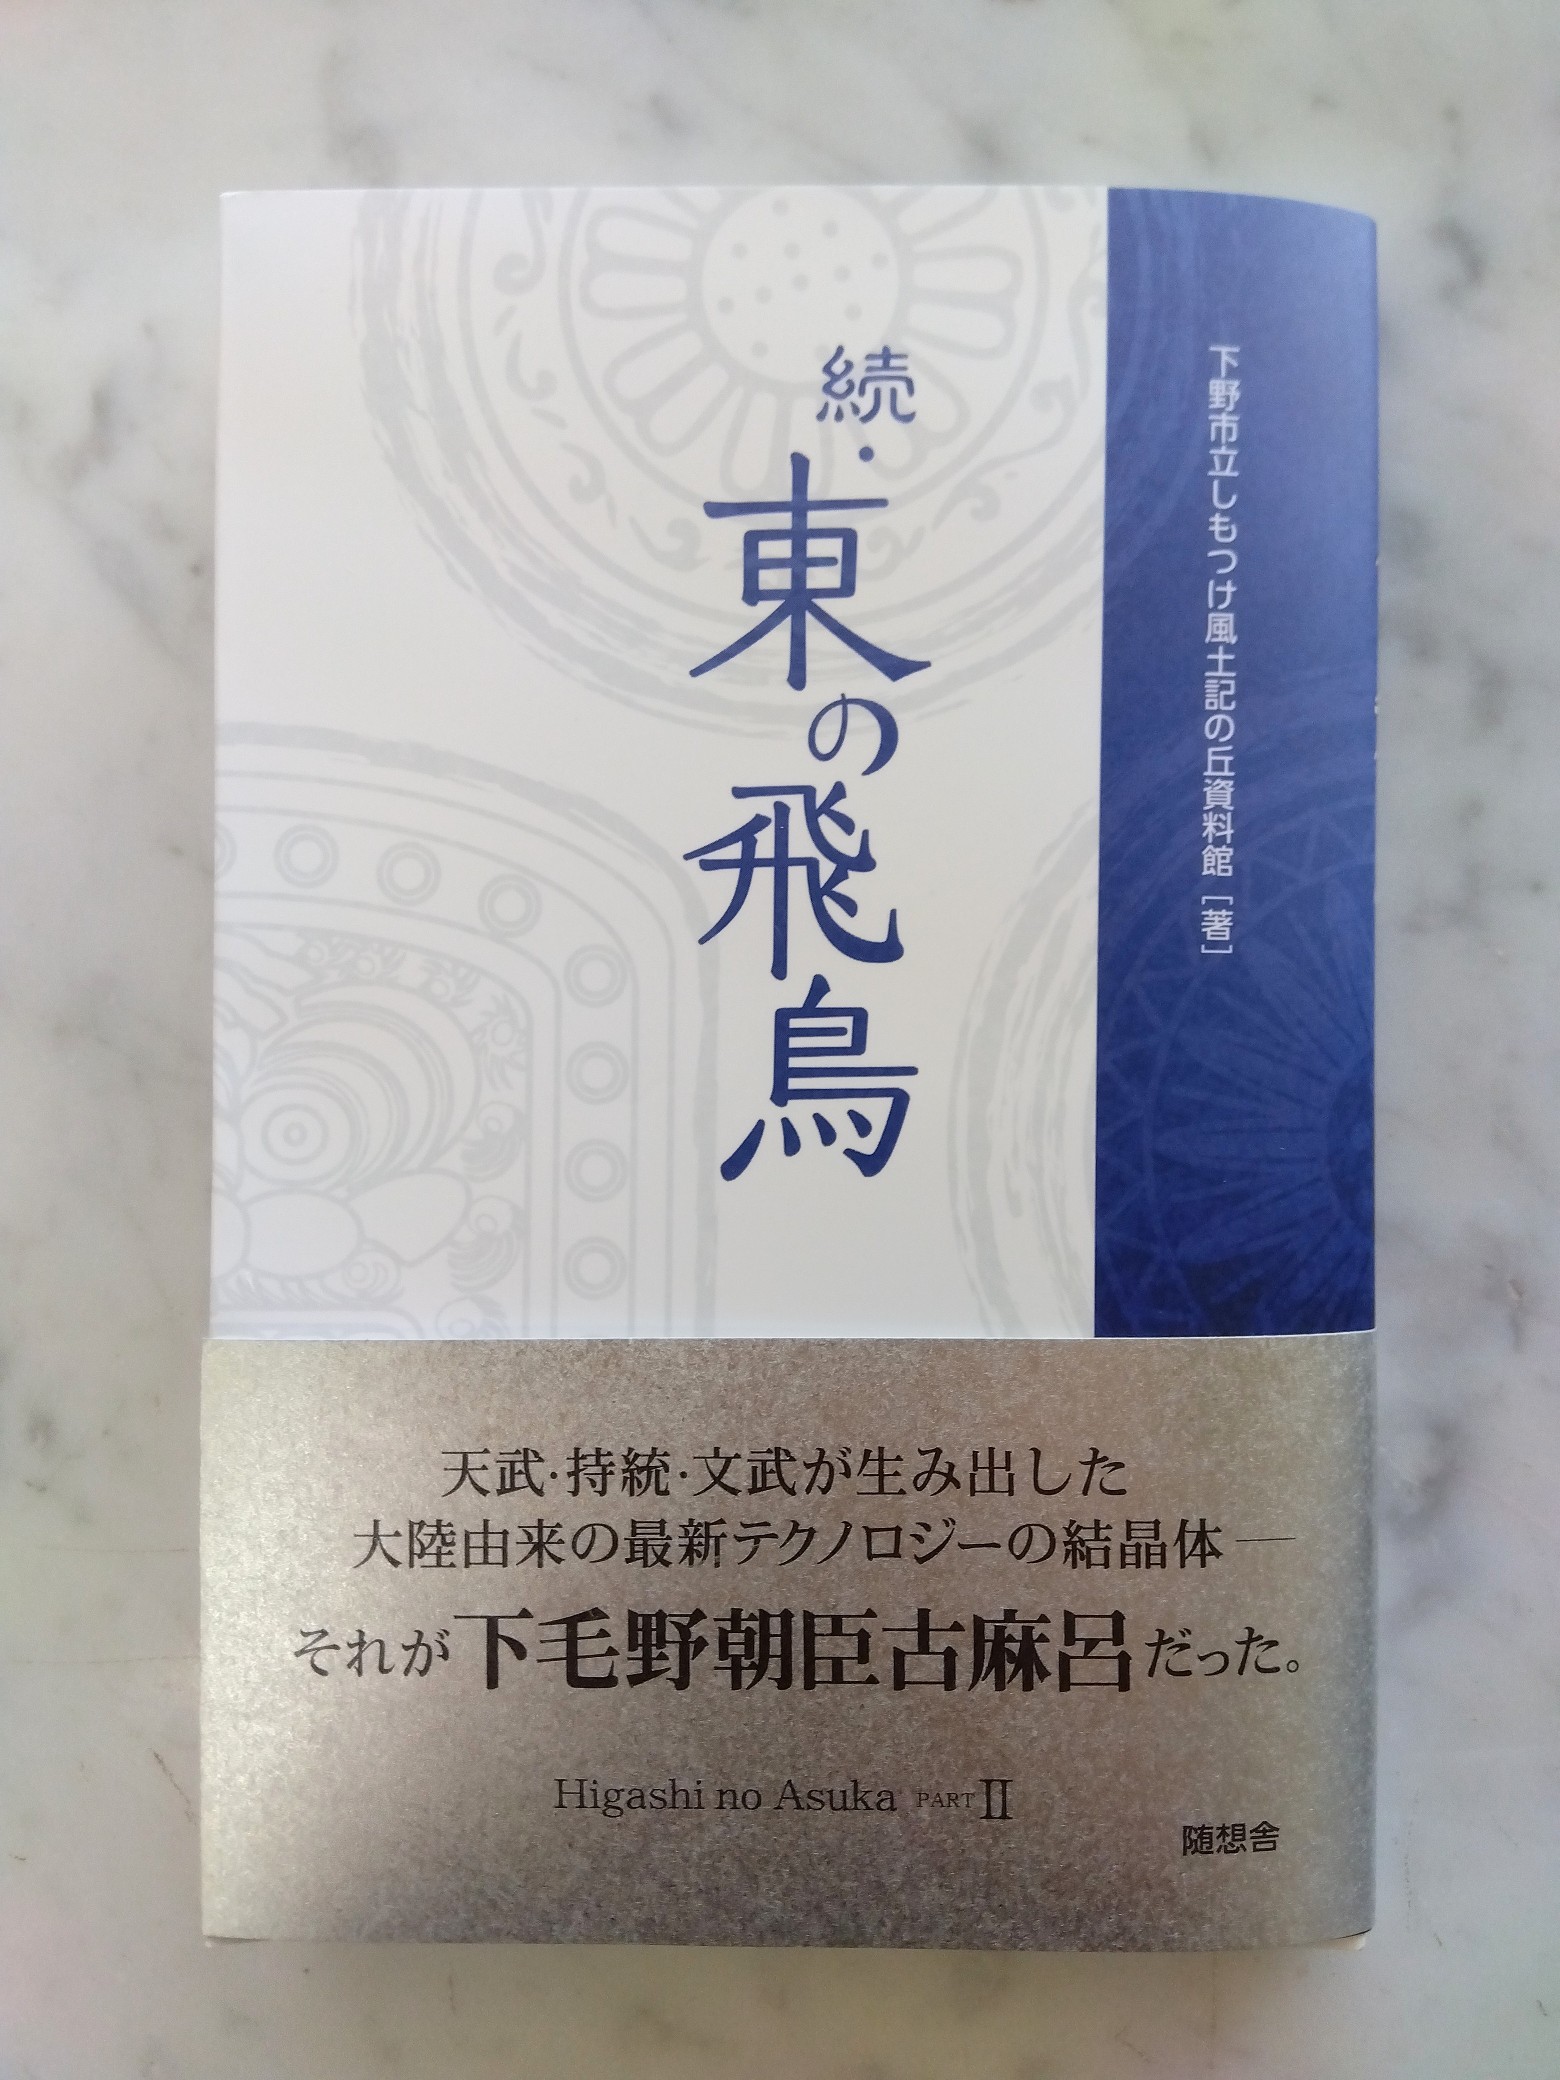 下野市立しもつけ風土記の丘資料館［著］
続・東の飛鳥
天武・持統・文武が生み出した
大陸由来の最新テクノロジーの結晶体―
それが下毛野朝臣古麻呂だった。
Higashi no Asuka PART II
随想舎